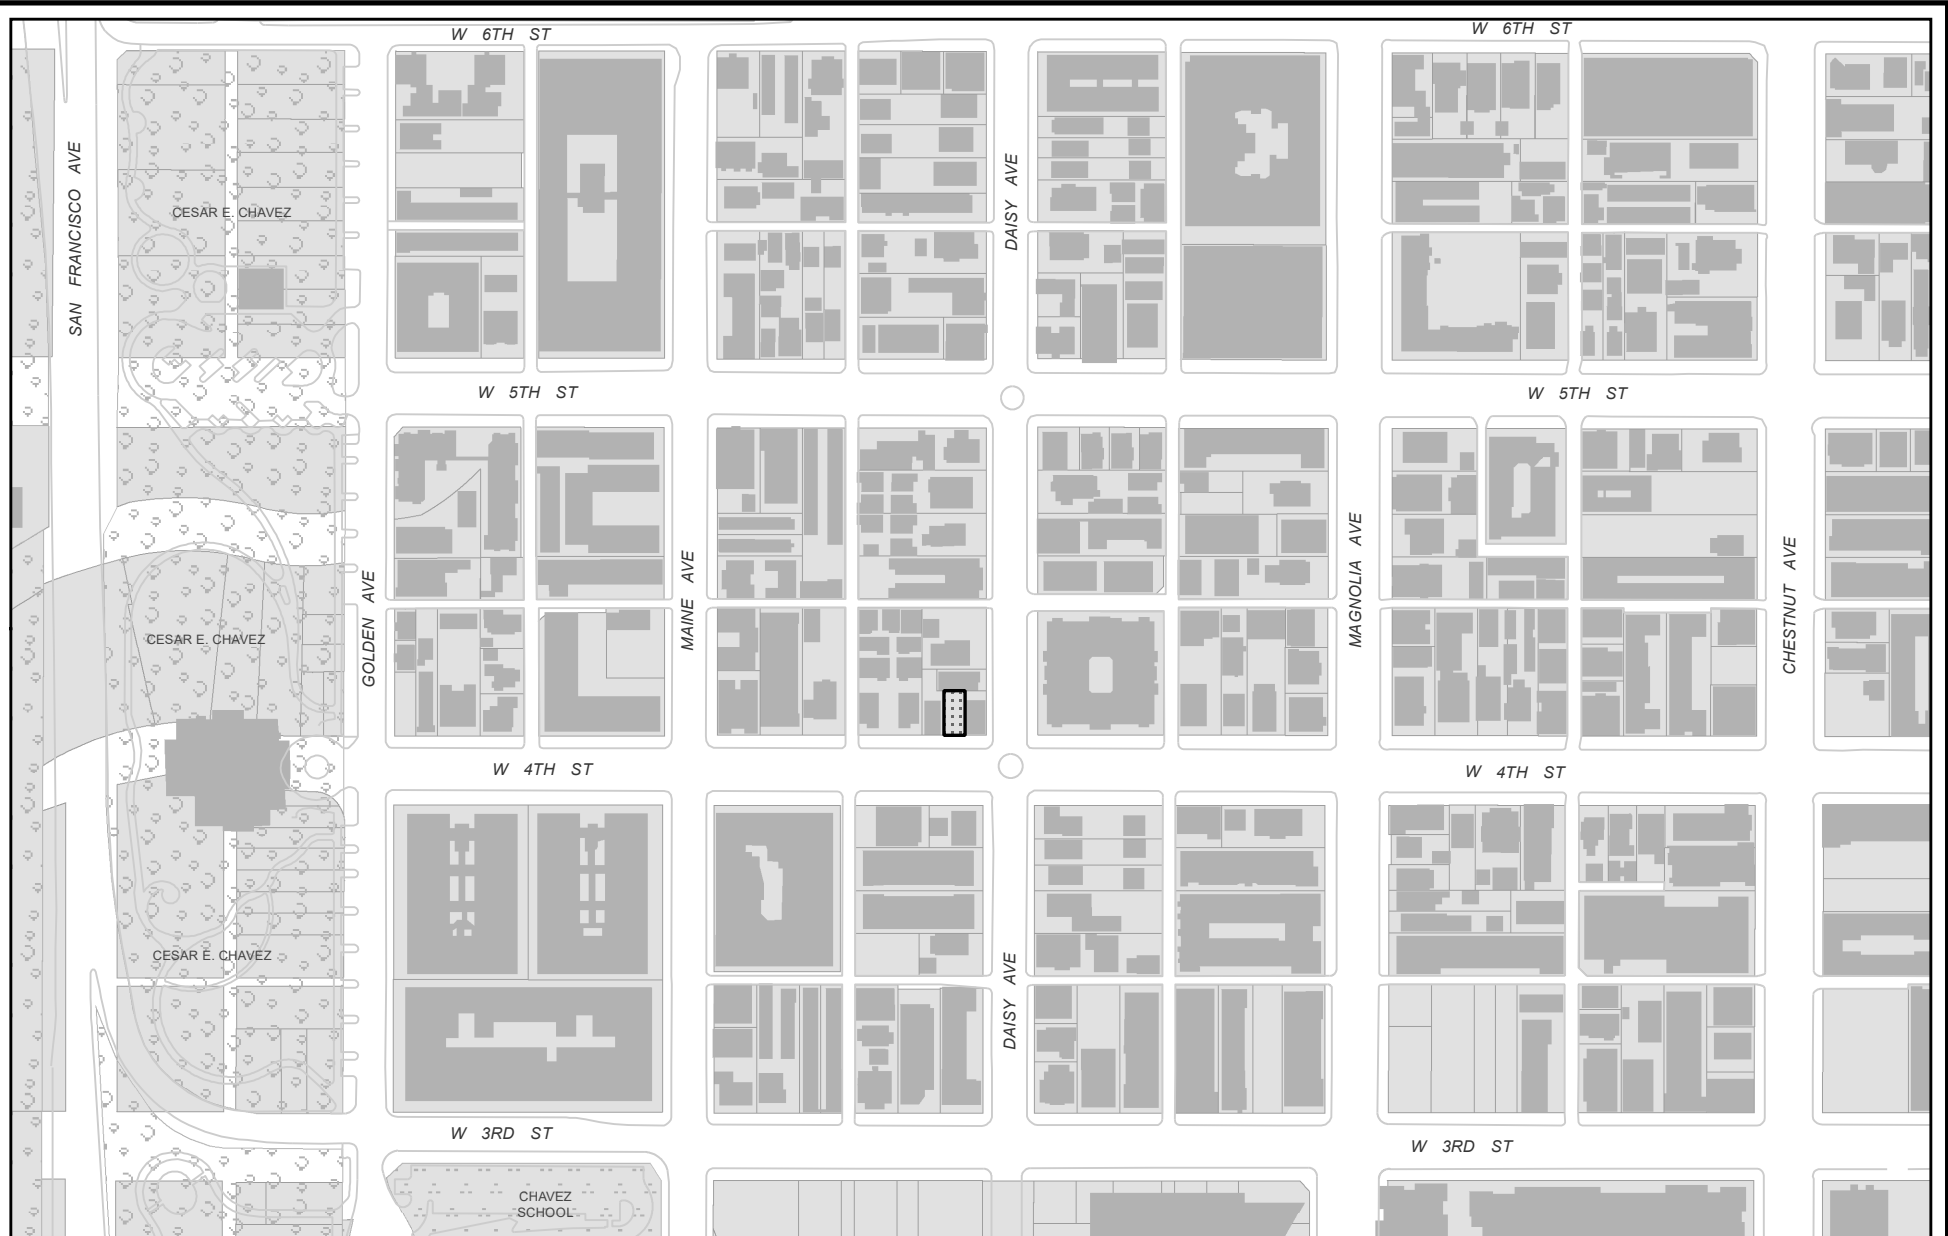 W 6TH ST
W 6TH ST
SAN FRANCISCO AVE
DAISY AVE
CESAR E. CHAVEZ
W 5TH ST
W 5TH ST
GOLDEN AVE
MAINE AVE
MAGNOLIA AVE
CHESTNUT AVE
CESAR E. CHAVEZ
W 4TH ST
W 4TH ST
CESAR E. CHAVEZ
DAISY AVE
W 3RD ST
W 3RD ST
CHAVEZ
SCHOOL